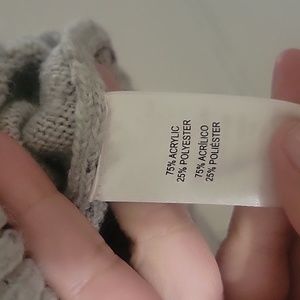 75% ACRYLIC
25% POLYESTER
75% ACRÍLICO
25% POLIÉSTER